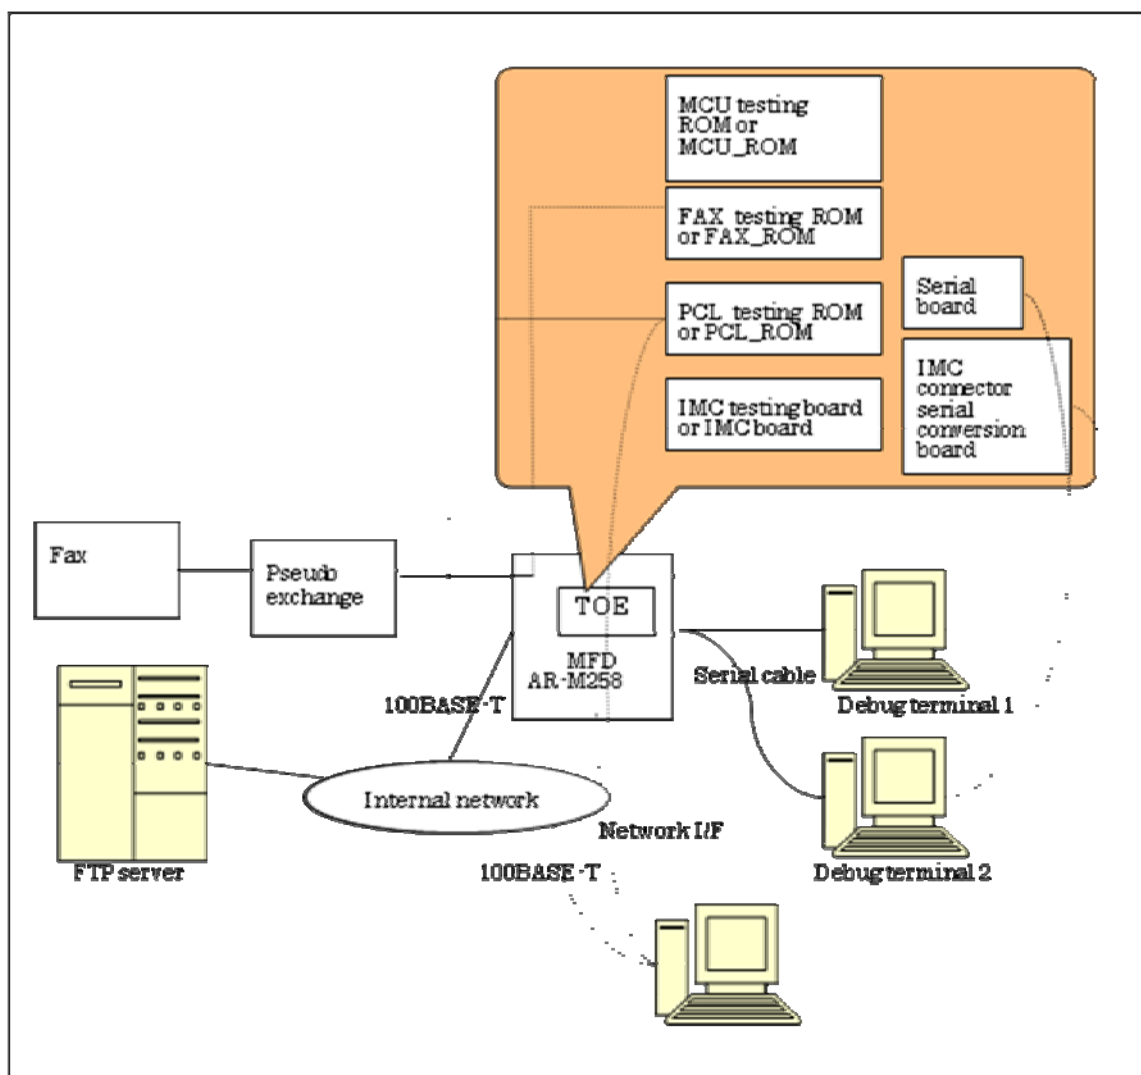 MCU testing
ROM or
MCU_ROM
FAX testing ROM
or FAX_ROM
Serial
board
PCL testing ROM
or PCL_ROM
IMC
connector
serial
conversion
board
IMC testing board
or IMC board
Fax
Pseudo
exchange
TOE
MFD
AR-M258
Serial cable
100BASE-T
Debug terminal 1
Internal network
Network I/F
FTP server
100BASE-T
Debug terminal 2